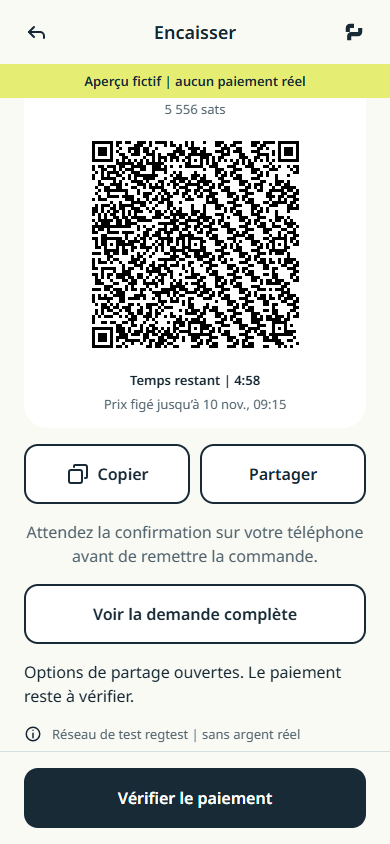 Encaisser
Aperçu fictif | aucun paiement réel
5 556 sats
Temps restant | 4:58
Prix figé jusqu’à 10 nov., 09:15
Copier
Partager
Attendez la confirmation sur votre téléphone
avant de remettre la commande.
Voir la demande complète
Options de partage ouvertes. Le paiement
reste à vérifier.
Réseau de test regtest | sans argent réel
Vérifier le paiement